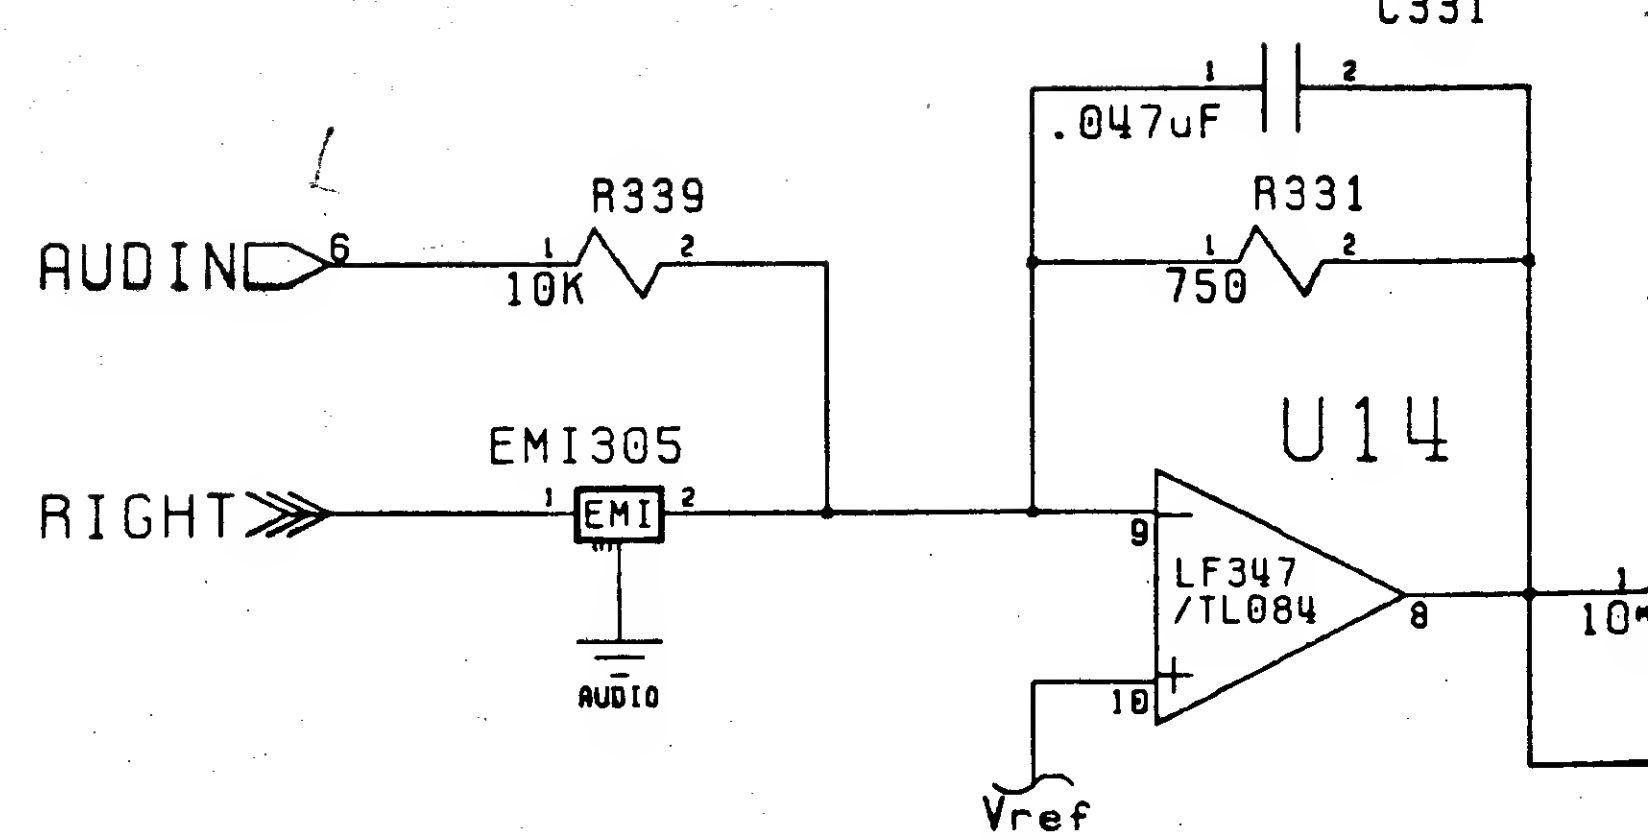 C331
1 2
.047uF
L
R339
R331
AUDIN 6 1 2 1 2
10K 750
U14
EMI305
RIGHT 1 EMI 2
9 -
LF347
/TL084
8 1
10
+
10
AUDIO
Vref